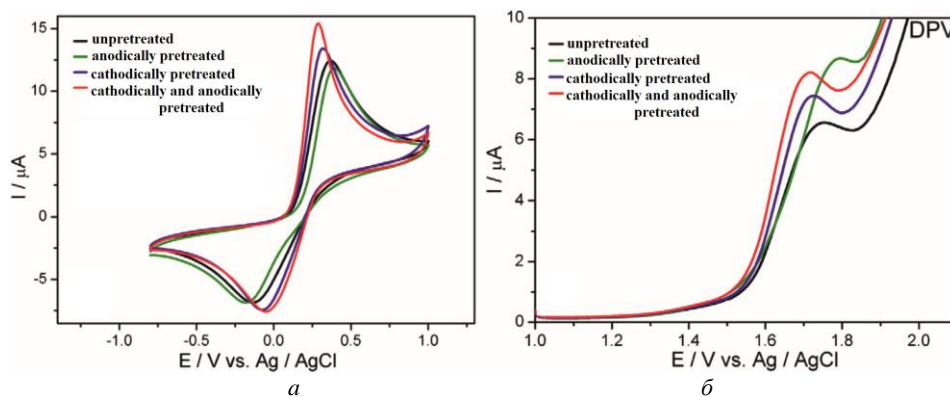 15
10
5
0
-5
I / μA
unpretreated
anodically pretreated
cathodically pretreated
cathodically and anodically
pretreated
-1.0
-0.5
0.0
0.5
1.0
E / V vs. Ag / AgCl
а
10
8
6
4
2
0
I / μA
DPV
unpretreated
anodically pretreated
cathodically pretreated
cathodically and anodically
pretreated
1.0
1.2
1.4
1.6
1.8
2.0
E / V vs. Ag / AgCl
б